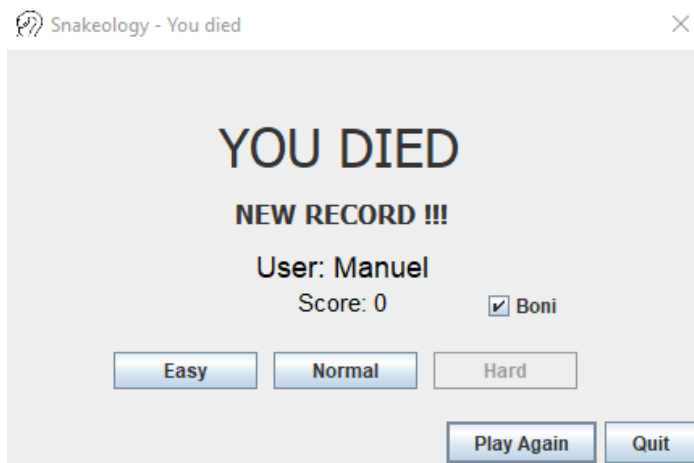 Snakeology - You died
YOU DIED
NEW RECORD !!!
User: Manuel
Score: 0
Boni
Easy Normal Hard
Play Again Quit